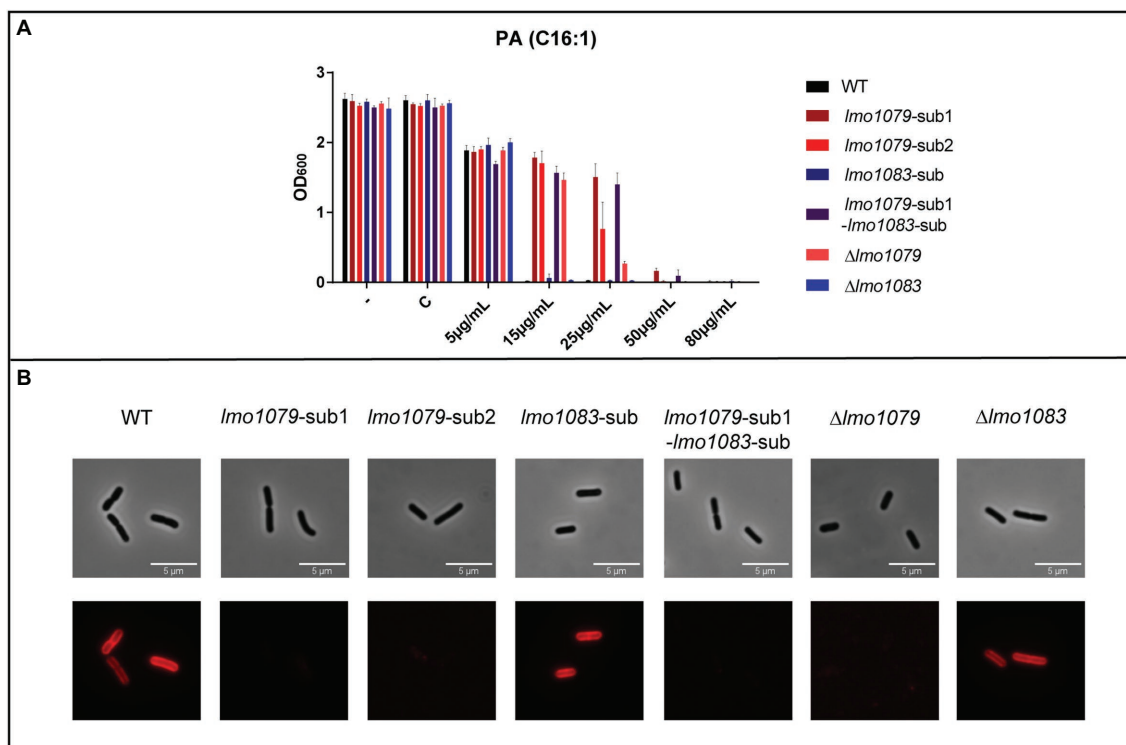 A
PA (C16:1)
3
2
1
0
OD600
-
C
5µg/mL
15µg/mL
25µg/mL
50µg/mL
80µg/mL
WT
lmo1079-sub1
lmo1079-sub2
lmo1083-sub
lmo1079-sub1
-lmo1083-sub
Δlmo1079
Δlmo1083
B
WT
lmo1079-sub1
lmo1079-sub2
lmo1083-sub
lmo1079-sub1
-lmo1083-sub
Δlmo1079
Δlmo1083
5 µm
5 µm
5 µm
5 µm
5 µm
5 µm
5 µm